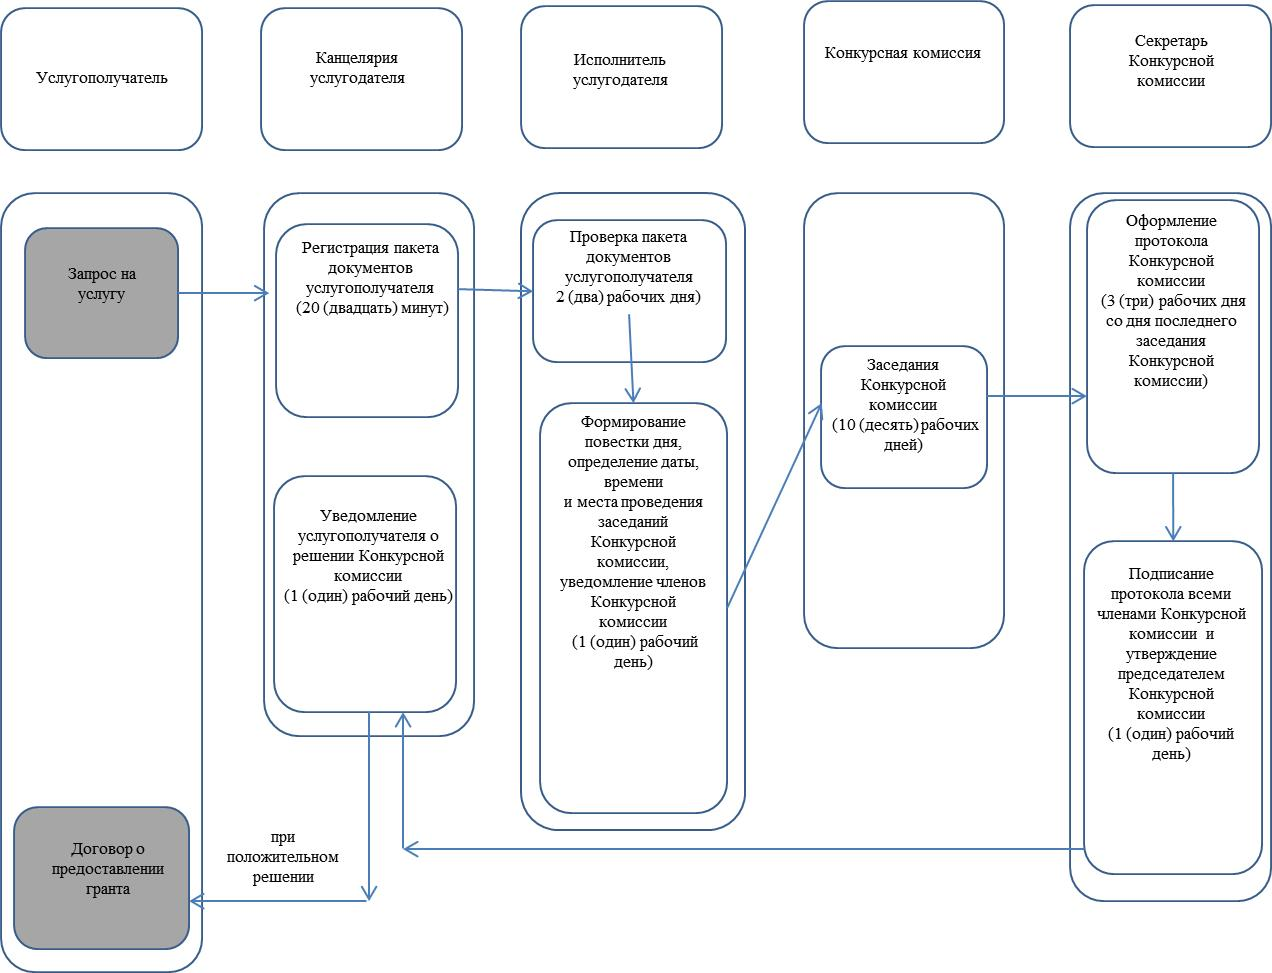 Услугополучатель
Канцелярия
услугодателя
Исполнитель
услугодателя
Конкурсная комиссия
Секретарь
Конкурсной
комиссии
Запрос на
услугу
Регистрация пакета
документов
услугополучателя
(20 (двадцать) минут)
Проверка пакета
документов
услугополучателя
2 (два) рабочих дня)
Формирование
повестки дня,
определение даты,
времени
и места проведения
заседаний
Конкурсной
комиссии,
уведомление членов
Конкурсной
комиссии
(1 (один) рабочий
день)
Заседания
Конкурсной
комиссии
(10 (десять) рабочих
дней)
Оформление
протокола
Конкурсной
комиссии
(3 (три) рабочих дня
со дня последнего
заседания
Конкурсной
комиссии)
Подписание
протокола всеми
членами Конкурсной
комиссии и
утверждение
председателем
Конкурсной
комиссии
(1 (один) рабочий
день)
Уведомление
услугополучателя о
решении Конкурсной
комиссии
(1 (один) рабочий день)
при
положительном
решении
Договор о
предоставлении
гранта